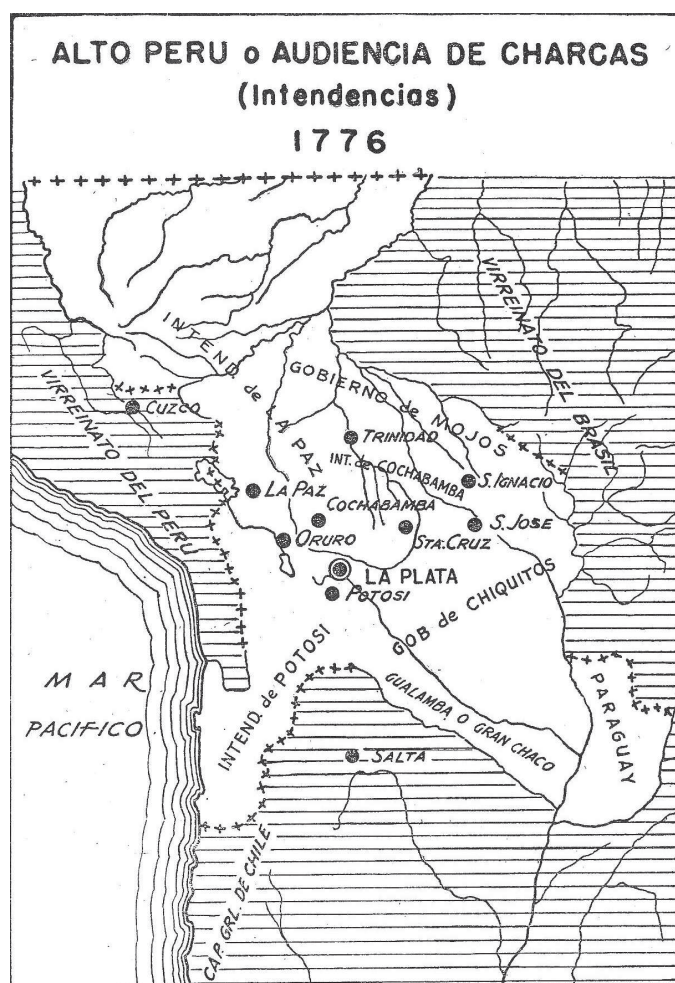 ALTO PERU o AUDIENCIA DE CHARCAS
(Intendencias)
1776
INTEND. de LA PAZ
GOBIERNO de MOJOS
VIRREINATO DEL BRASIL
VIRREINATO DEL PERU
CUZCO
TRINIDAD
INT. de COCHABAMBA
S. IGNACIO
LA PAZ
COCHABAMBA
S. JOSE
ORURO
STA. CRUZ
LA PLATA
POTOSI
GOB de CHIQUITOS
MAR
PACIFICO
INTEND. de POTOSI
GUALAMBA O GRAN CHACO
PARAGUAY
SALTA
CAP. GRL. DE CHILE